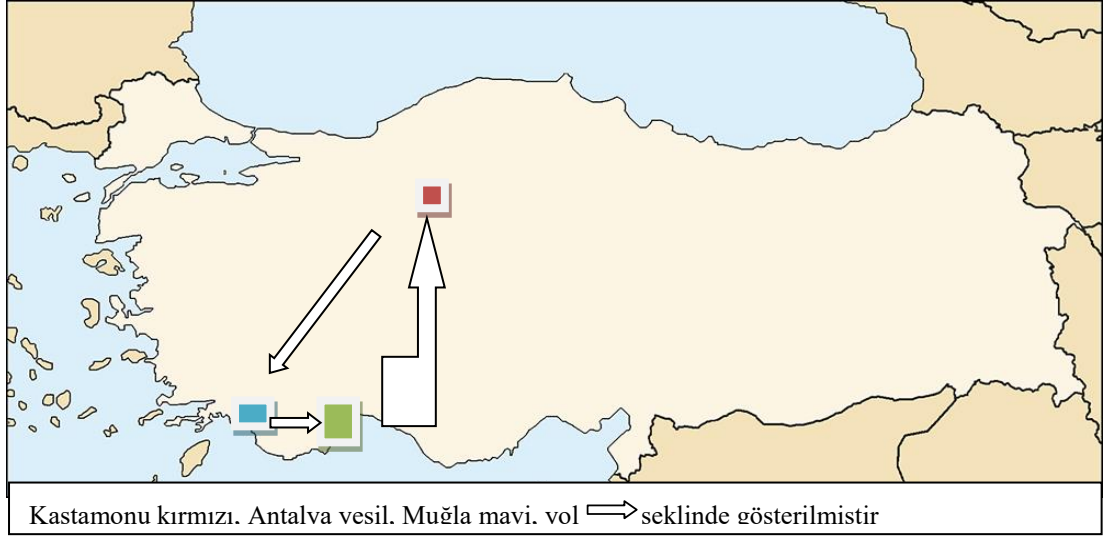 Kastamonu kırmızı, Antalya yeşil, Muğla mavi, yol şeklinde gösterilmiştir